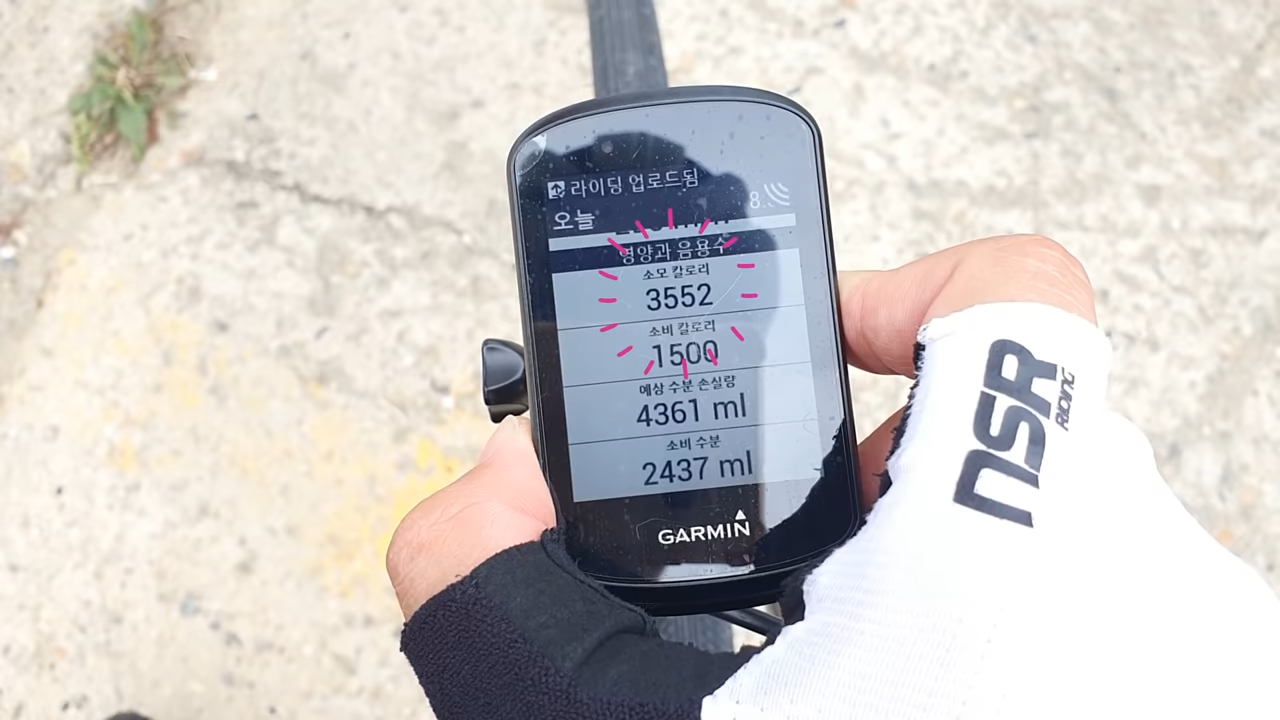 라이딩 업로드됨
오늘
8.
영양과 음용수
소모 칼로리
3552
소비 칼로리
1500
예상 수분 손실량
4361 ml
소비 수분
2437 ml
GARMIN
NSR
RIDING